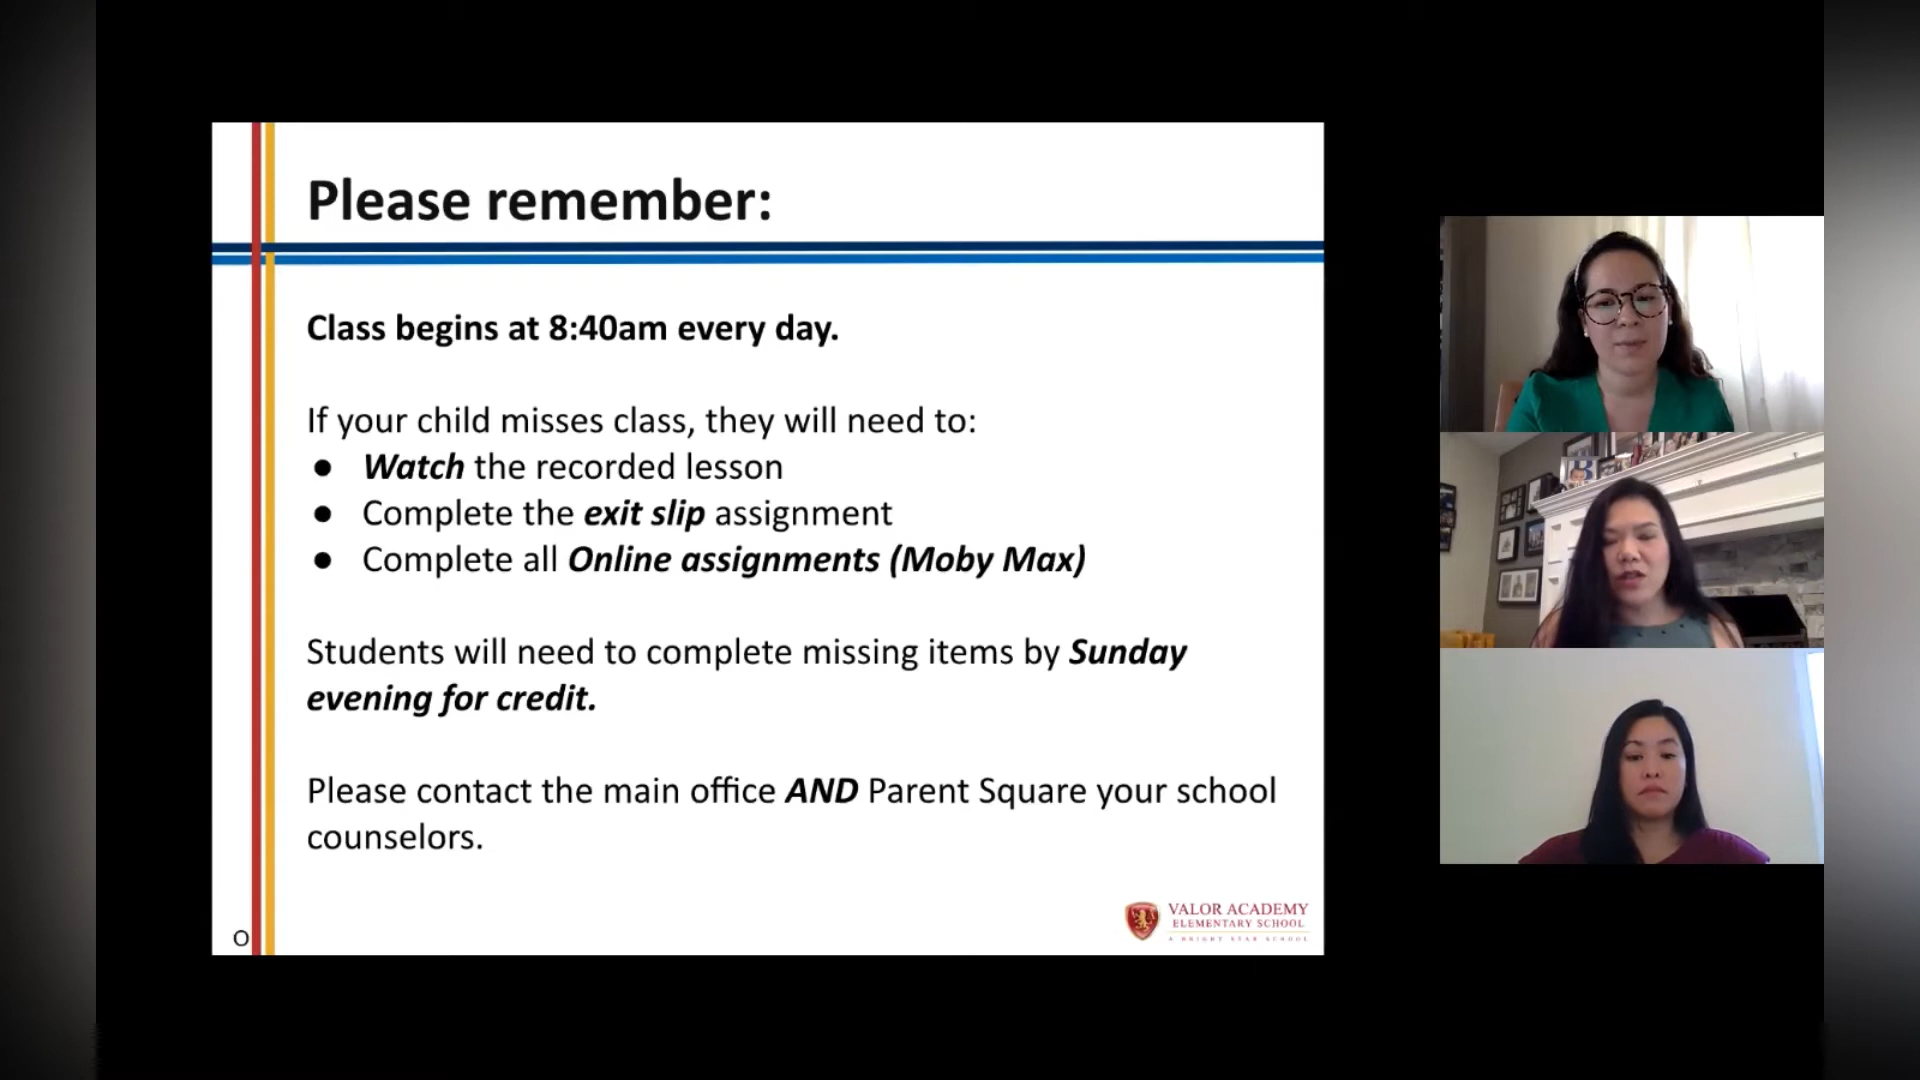 Please remember:
Class begins at 8:40am every day.
If your child misses class, they will need to:
● Watch the recorded lesson
● Complete the exit slip assignment
● Complete all Online assignments (Moby Max)
Students will need to complete missing items by Sunday
evening for credit.
Please contact the main office AND Parent Square your school
counselors.
O
VALOR ACADEMY
ELEMENTARY SCHOOL
A BRIGHT STAR SCHOOL